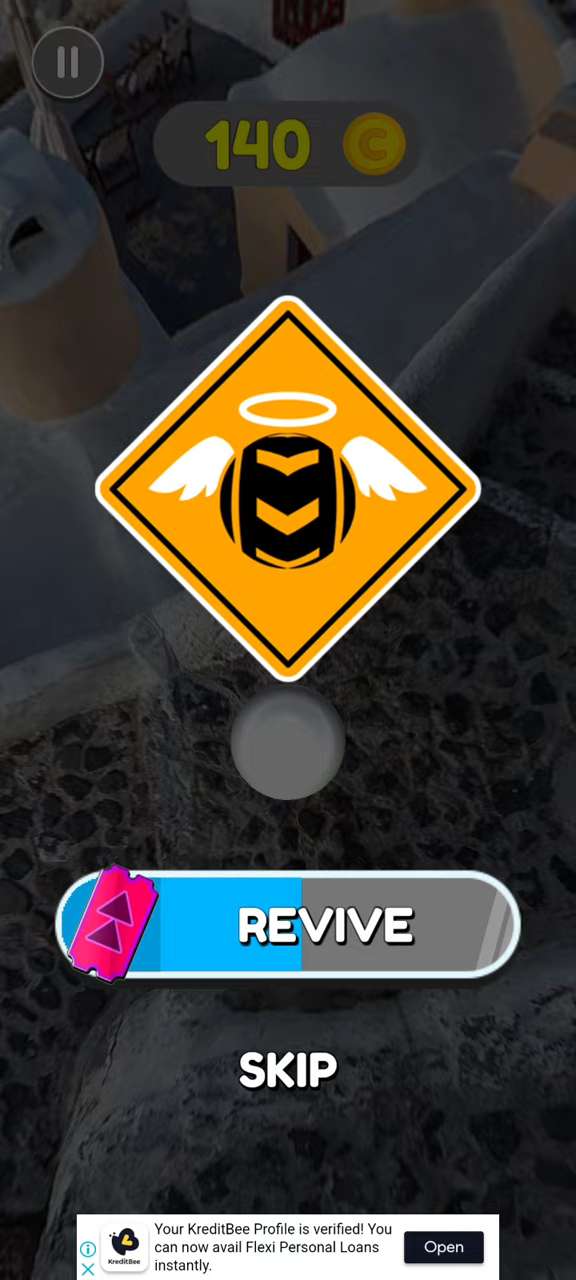 140 C
REVIVE
SKIP
Your KreditBee Profile is verified! You
can now avail Flexi Personal Loans
instantly.
KreditBee
Open